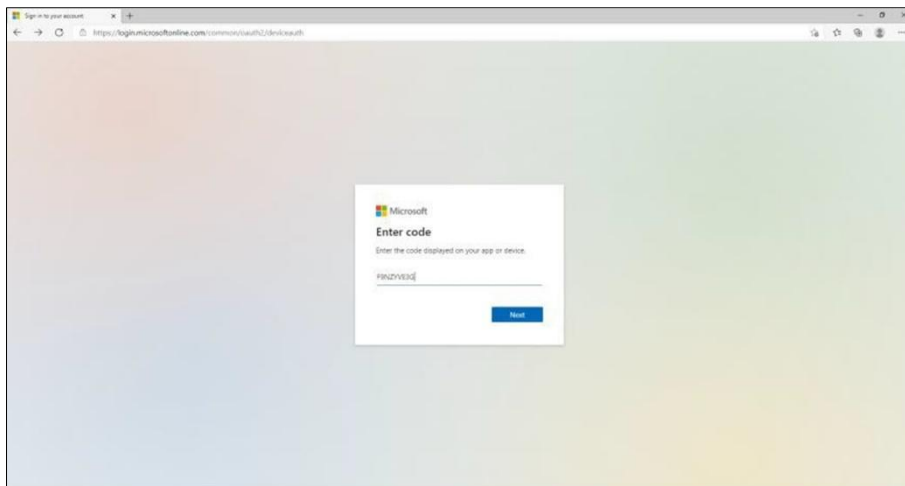 Sign in to your account
https://login.microsoftonline.com/common/oauth2/deviceauth
Microsoft
Enter code
Enter the code displayed on your app or device.
Next